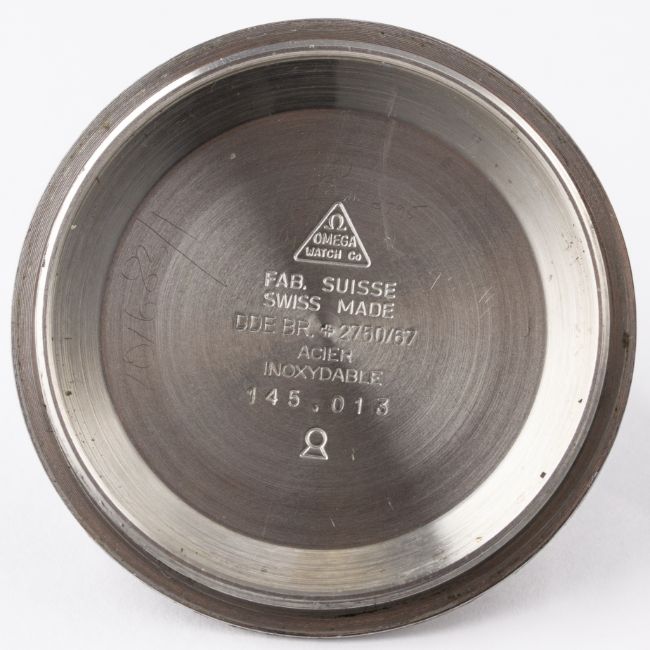 Ω
OMEGA
WATCH Co
FAB. SUISSE
SWISS MADE
DDE BR. + 2750/67
ACIER
INOXYDABLE
145.013